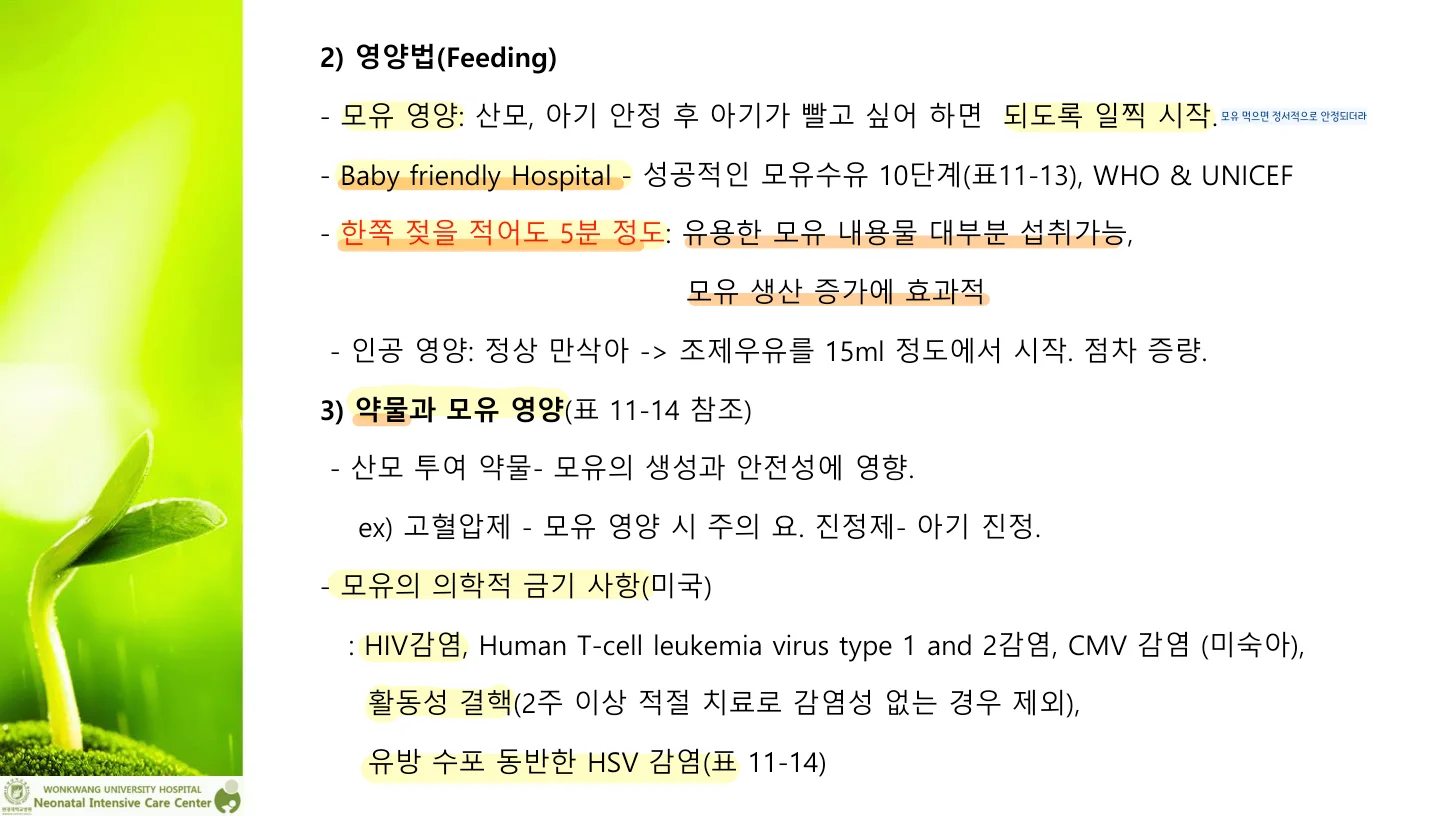 2) 영양법(Feeding)
- 모유 영양: 산모, 아기 안정 후 아기가 빨고 싶어 하면 되도록 일찍 시작. 모유 먹으면 정서적으로 안정되더라
- Baby friendly Hospital - 성공적인 모유수유 10단계(표11-13), WHO & UNICEF
- 한쪽 젖을 적어도 5분 정도: 유용한 모유 내용물 대부분 섭취가능,
모유 생산 증가에 효과적
- 인공 영양: 정상 만삭아 -> 조제우유를 15ml 정도에서 시작. 점차 증량.
3) 약물과 모유 영양(표 11-14 참조)
- 산모 투여 약물- 모유의 생성과 안전성에 영향.
ex) 고혈압제 - 모유 영양 시 주의 요. 진정제- 아기 진정.
- 모유의 의학적 금기 사항(미국)
: HIV감염, Human T-cell leukemia virus type 1 and 2감염, CMV 감염 (미숙아),
활동성 결핵(2주 이상 적절 치료로 감염성 없는 경우 제외),
유방 수포 동반한 HSV 감염(표 11-14)
WONKWANG UNIVERSITY HOSPITAL
Neonatal Intensive Care Center